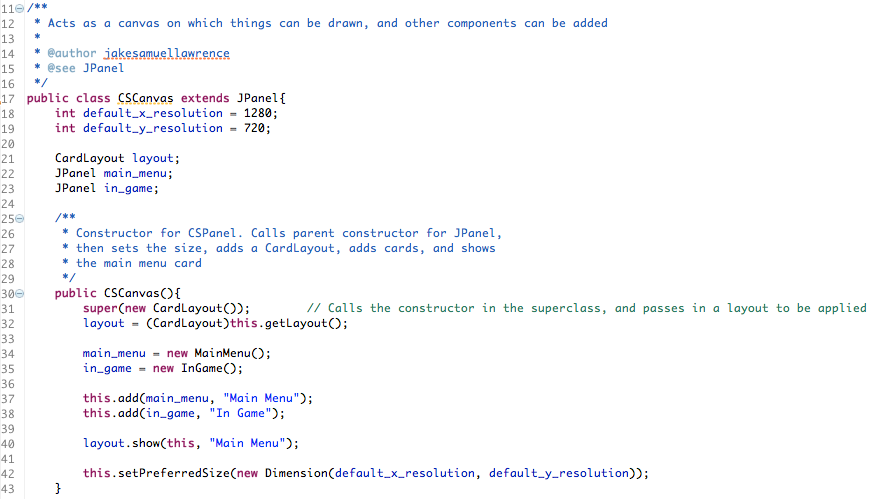 11 /**
12  * Acts as a canvas on which things can be drawn, and other components can be added
13  *
14  * @author jakesamuellawrence
15  * @see JPanel
16  */
17 public class CSCanvas extends JPanel{
18     int default_x_resolution = 1280;
19     int default_y_resolution = 720;
20
21     CardLayout layout;
22     JPanel main_menu;
23     JPanel in_game;
24
25     /**
26      * Constructor for CSPanel. Calls parent constructor for JPanel,
27      * then sets the size, adds a CardLayout, adds cards, and shows
28      * the main menu card
29      */
30     public CSCanvas(){
31         super(new CardLayout());        // Calls the constructor in the superclass, and passes in a layout to be applied
32         layout = (CardLayout)this.getLayout();
33
34         main_menu = new MainMenu();
35         in_game = new InGame();
36
37         this.add(main_menu, "Main Menu");
38         this.add(in_game, "In Game");
39
40         layout.show(this, "Main Menu");
41
42         this.setPreferredSize(new Dimension(default_x_resolution, default_y_resolution));
43     }